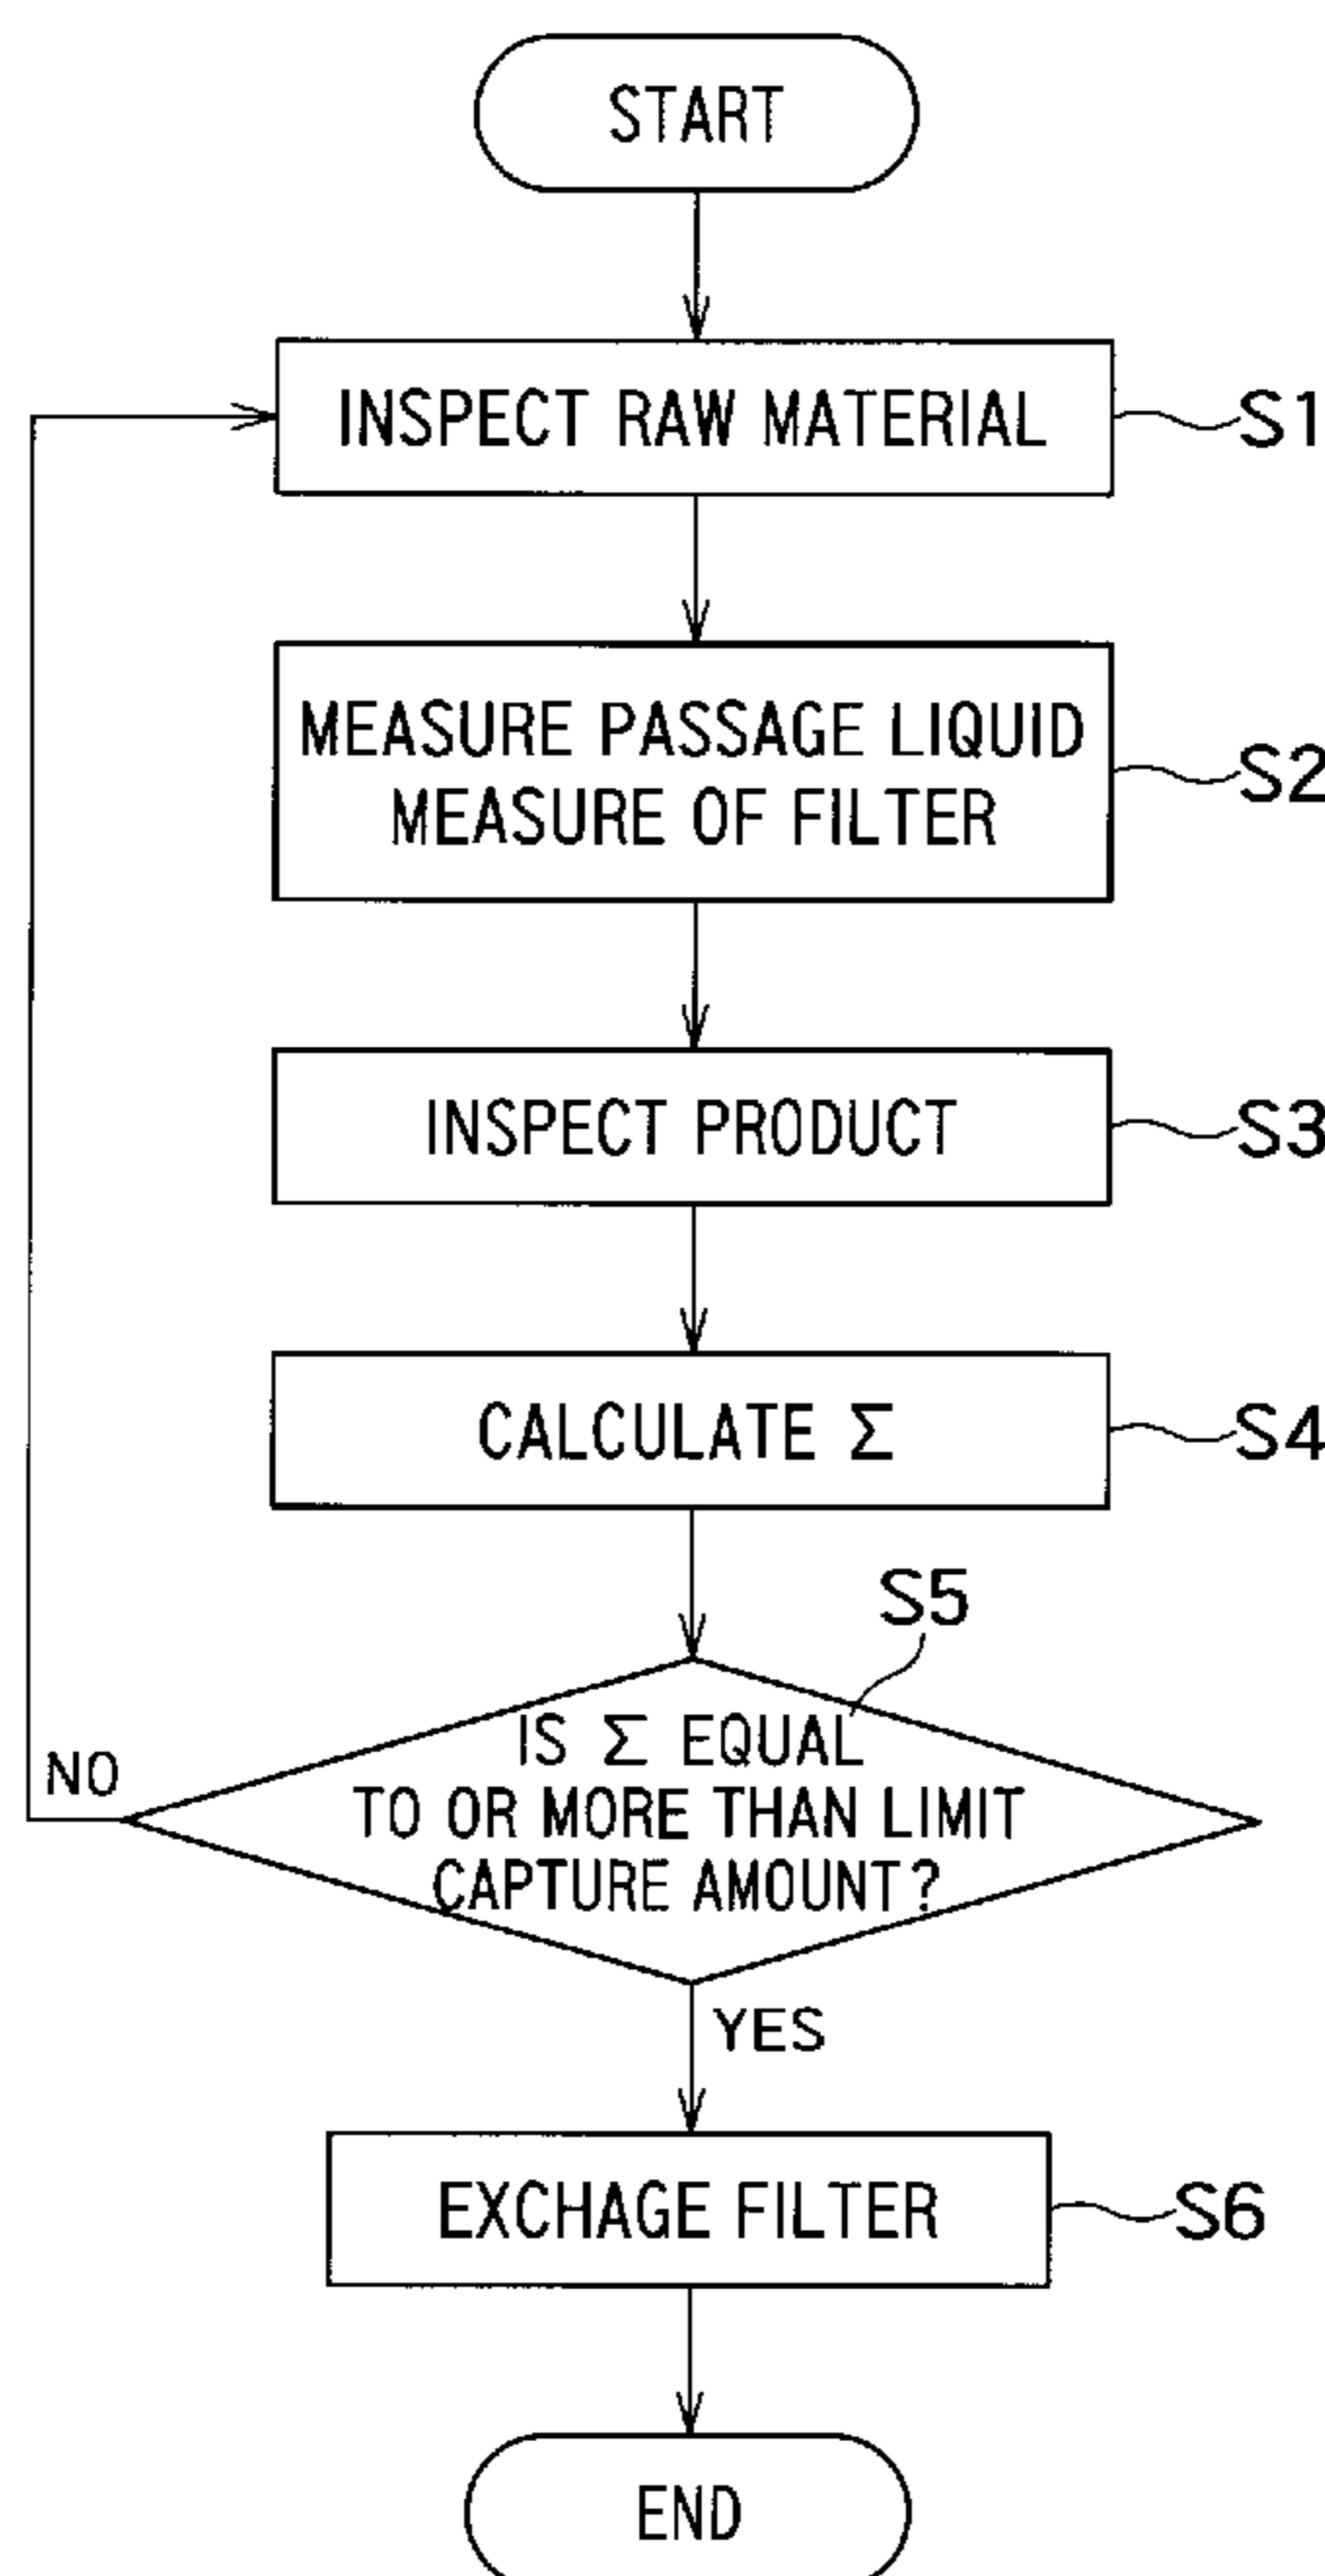 START
INSPECT RAW MATERIAL
S1
MEASURE PASSAGE LIQUID
MEASURE OF FILTER
S2
INSPECT PRODUCT
S3
CALCULATE Σ
S4
S5
IS Σ EQUAL
TO OR MORE THAN LIMIT
CAPTURE AMOUNT?
NO
YES
EXCHAGE FILTER
S6
END